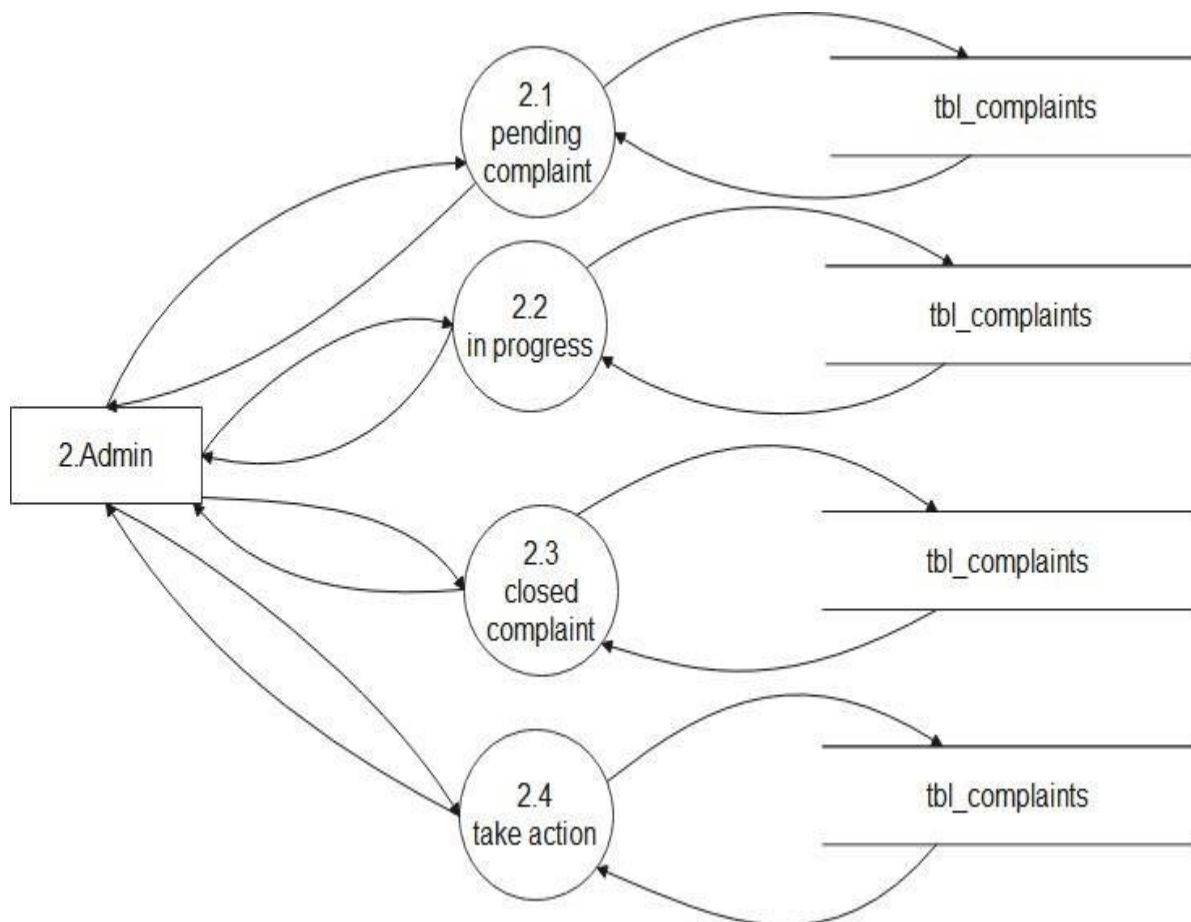 2.1
pending
complaint
tbl_complaints
2.2
in progress
tbl_complaints
2.Admin
2.3
closed
complaint
tbl_complaints
2.4
take action
tbl_complaints